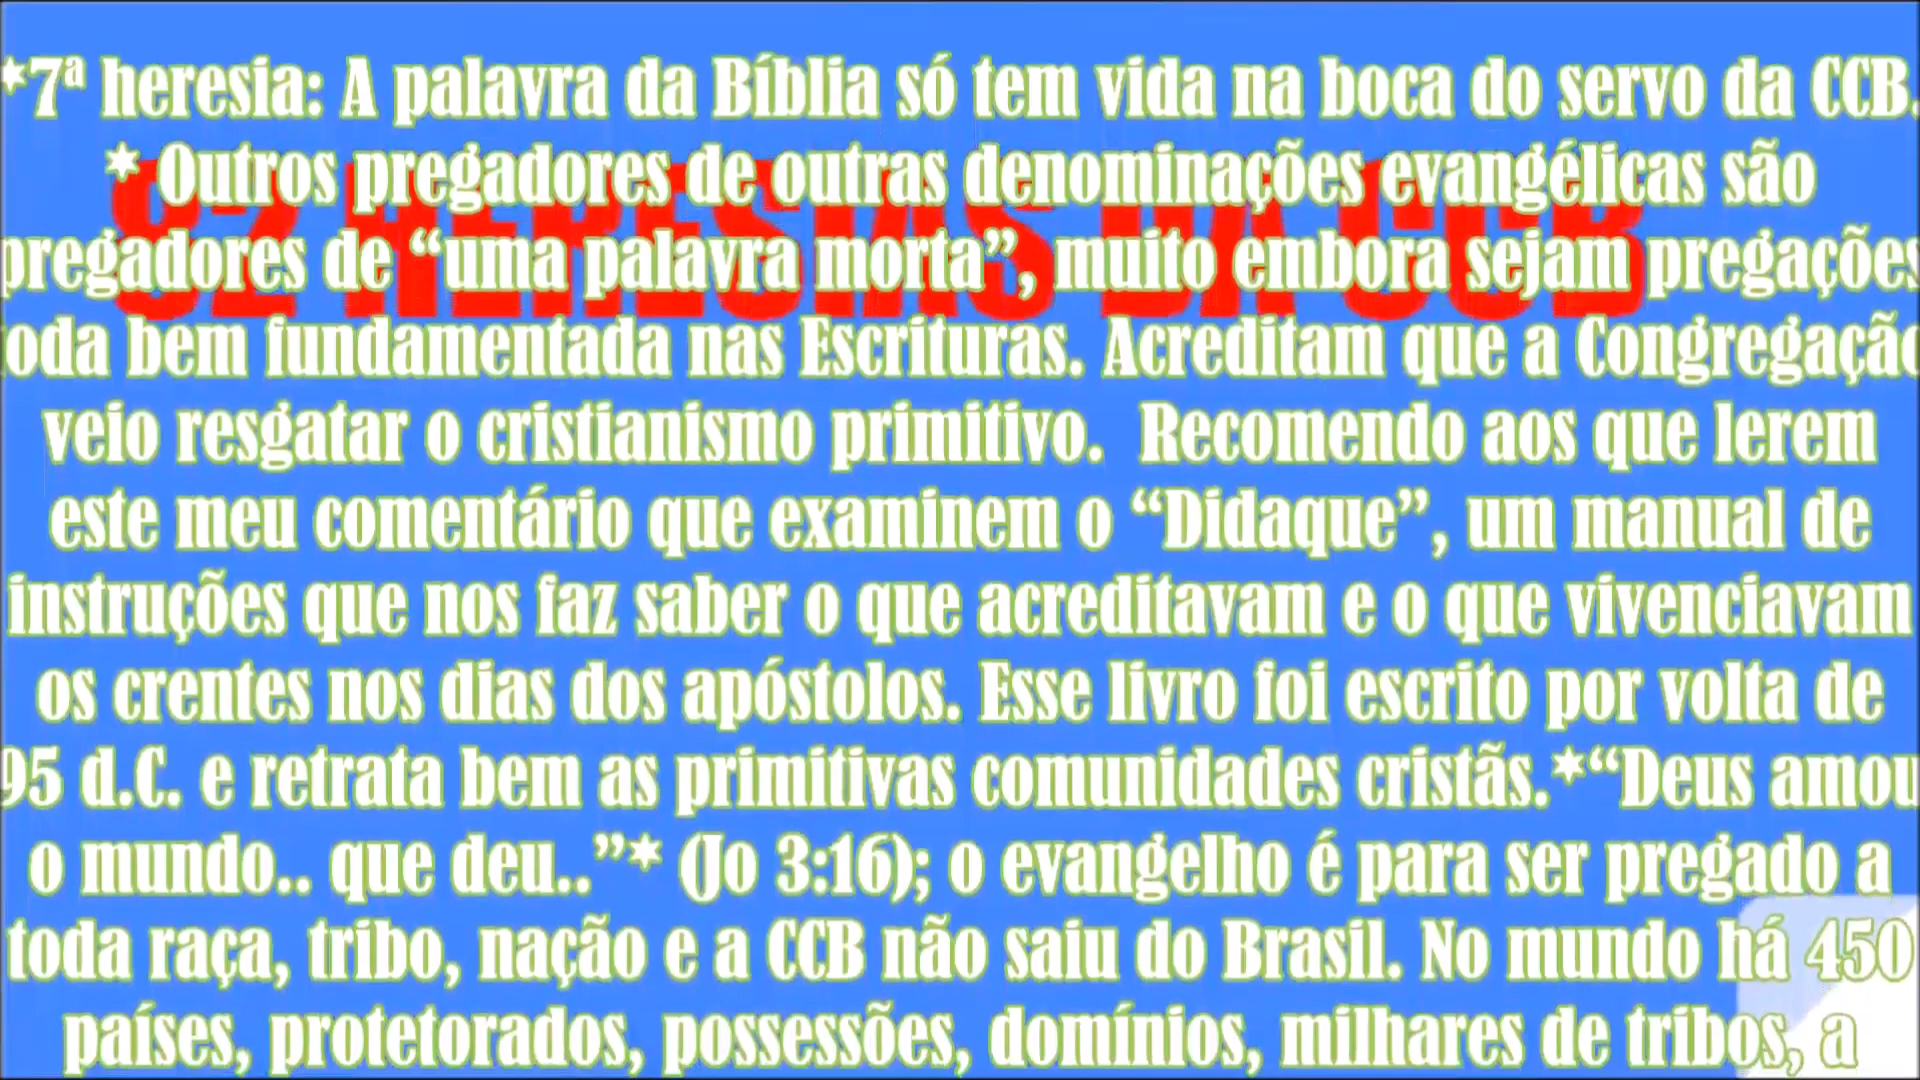 *7ª heresia: A palavra da Bíblia só tem vida na boca do servo da CCB.
* Outros pregadores de outras denominações evangélicas são
pregadores de “uma palavra morta”, muito embora sejam pregações
oda bem fundamentada nas Escrituras. Acreditam que a Congregação
veio resgatar o cristianismo primitivo. Recomendo aos que lerem
este meu comentário que examinem o “Didaque”, um manual de
instruções que nos faz saber o que acreditavam e o que vivenciavam
os crentes nos dias dos apóstolos. Esse livro foi escrito por volta de
95 d.C. e retrata bem as primitivas comunidades cristãs.*“Deus amou
o mundo.. que deu..”* (Jo 3:16); o evangelho é para ser pregado a
toda raça, tribo, nação e a CCB não saiu do Brasil. No mundo há 450
países, protetorados, possessões, domínios, milhares de tribos, a
82 HERESIAS DA CCB